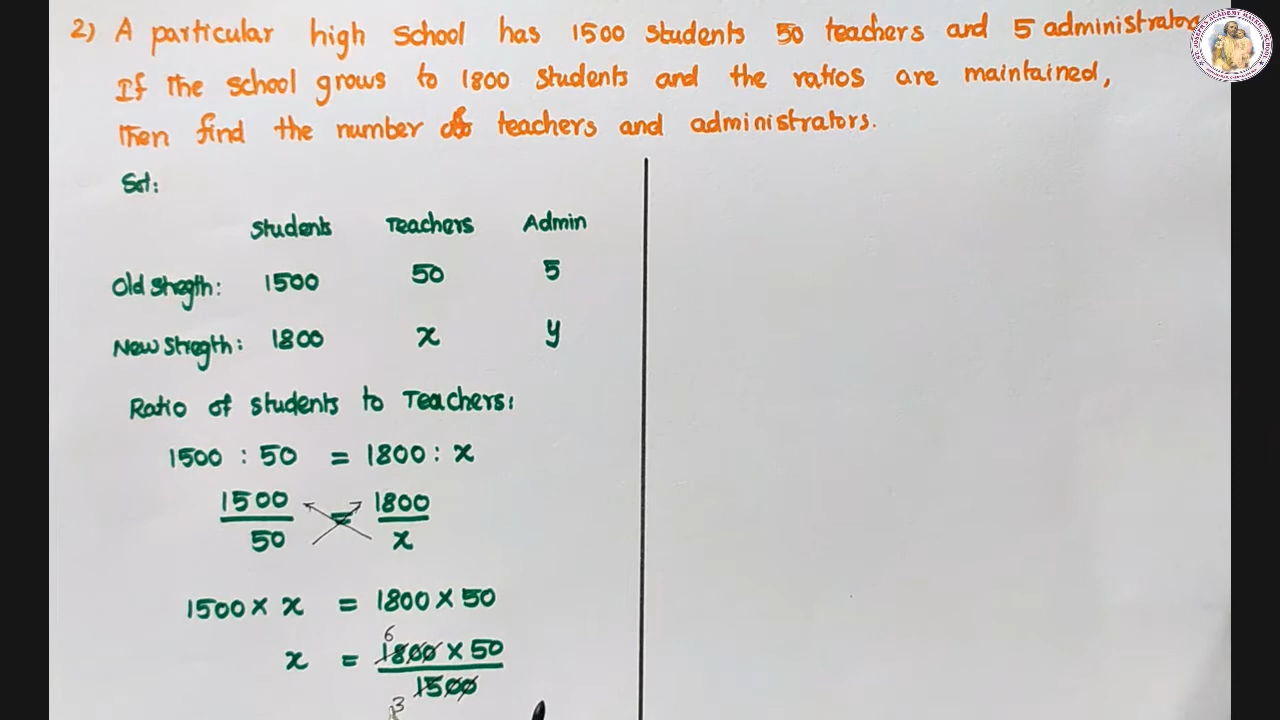 2) A particular high school has 1500 students 50 teachers and 5 administrators
If the school grows to 1800 students and the ratios are maintained,
then find the number of teachers and administrators.
Sol:
Students Teachers Admin
Old Stregth: 1500 50 5
New Stregth: 1800 x y
Ratio of students to Teachers:
1500 : 50 = 1800 : x
1500/50 = 1800/x
1500 × x = 1800 × 50
6
x = 1800 × 50 / 1500
3